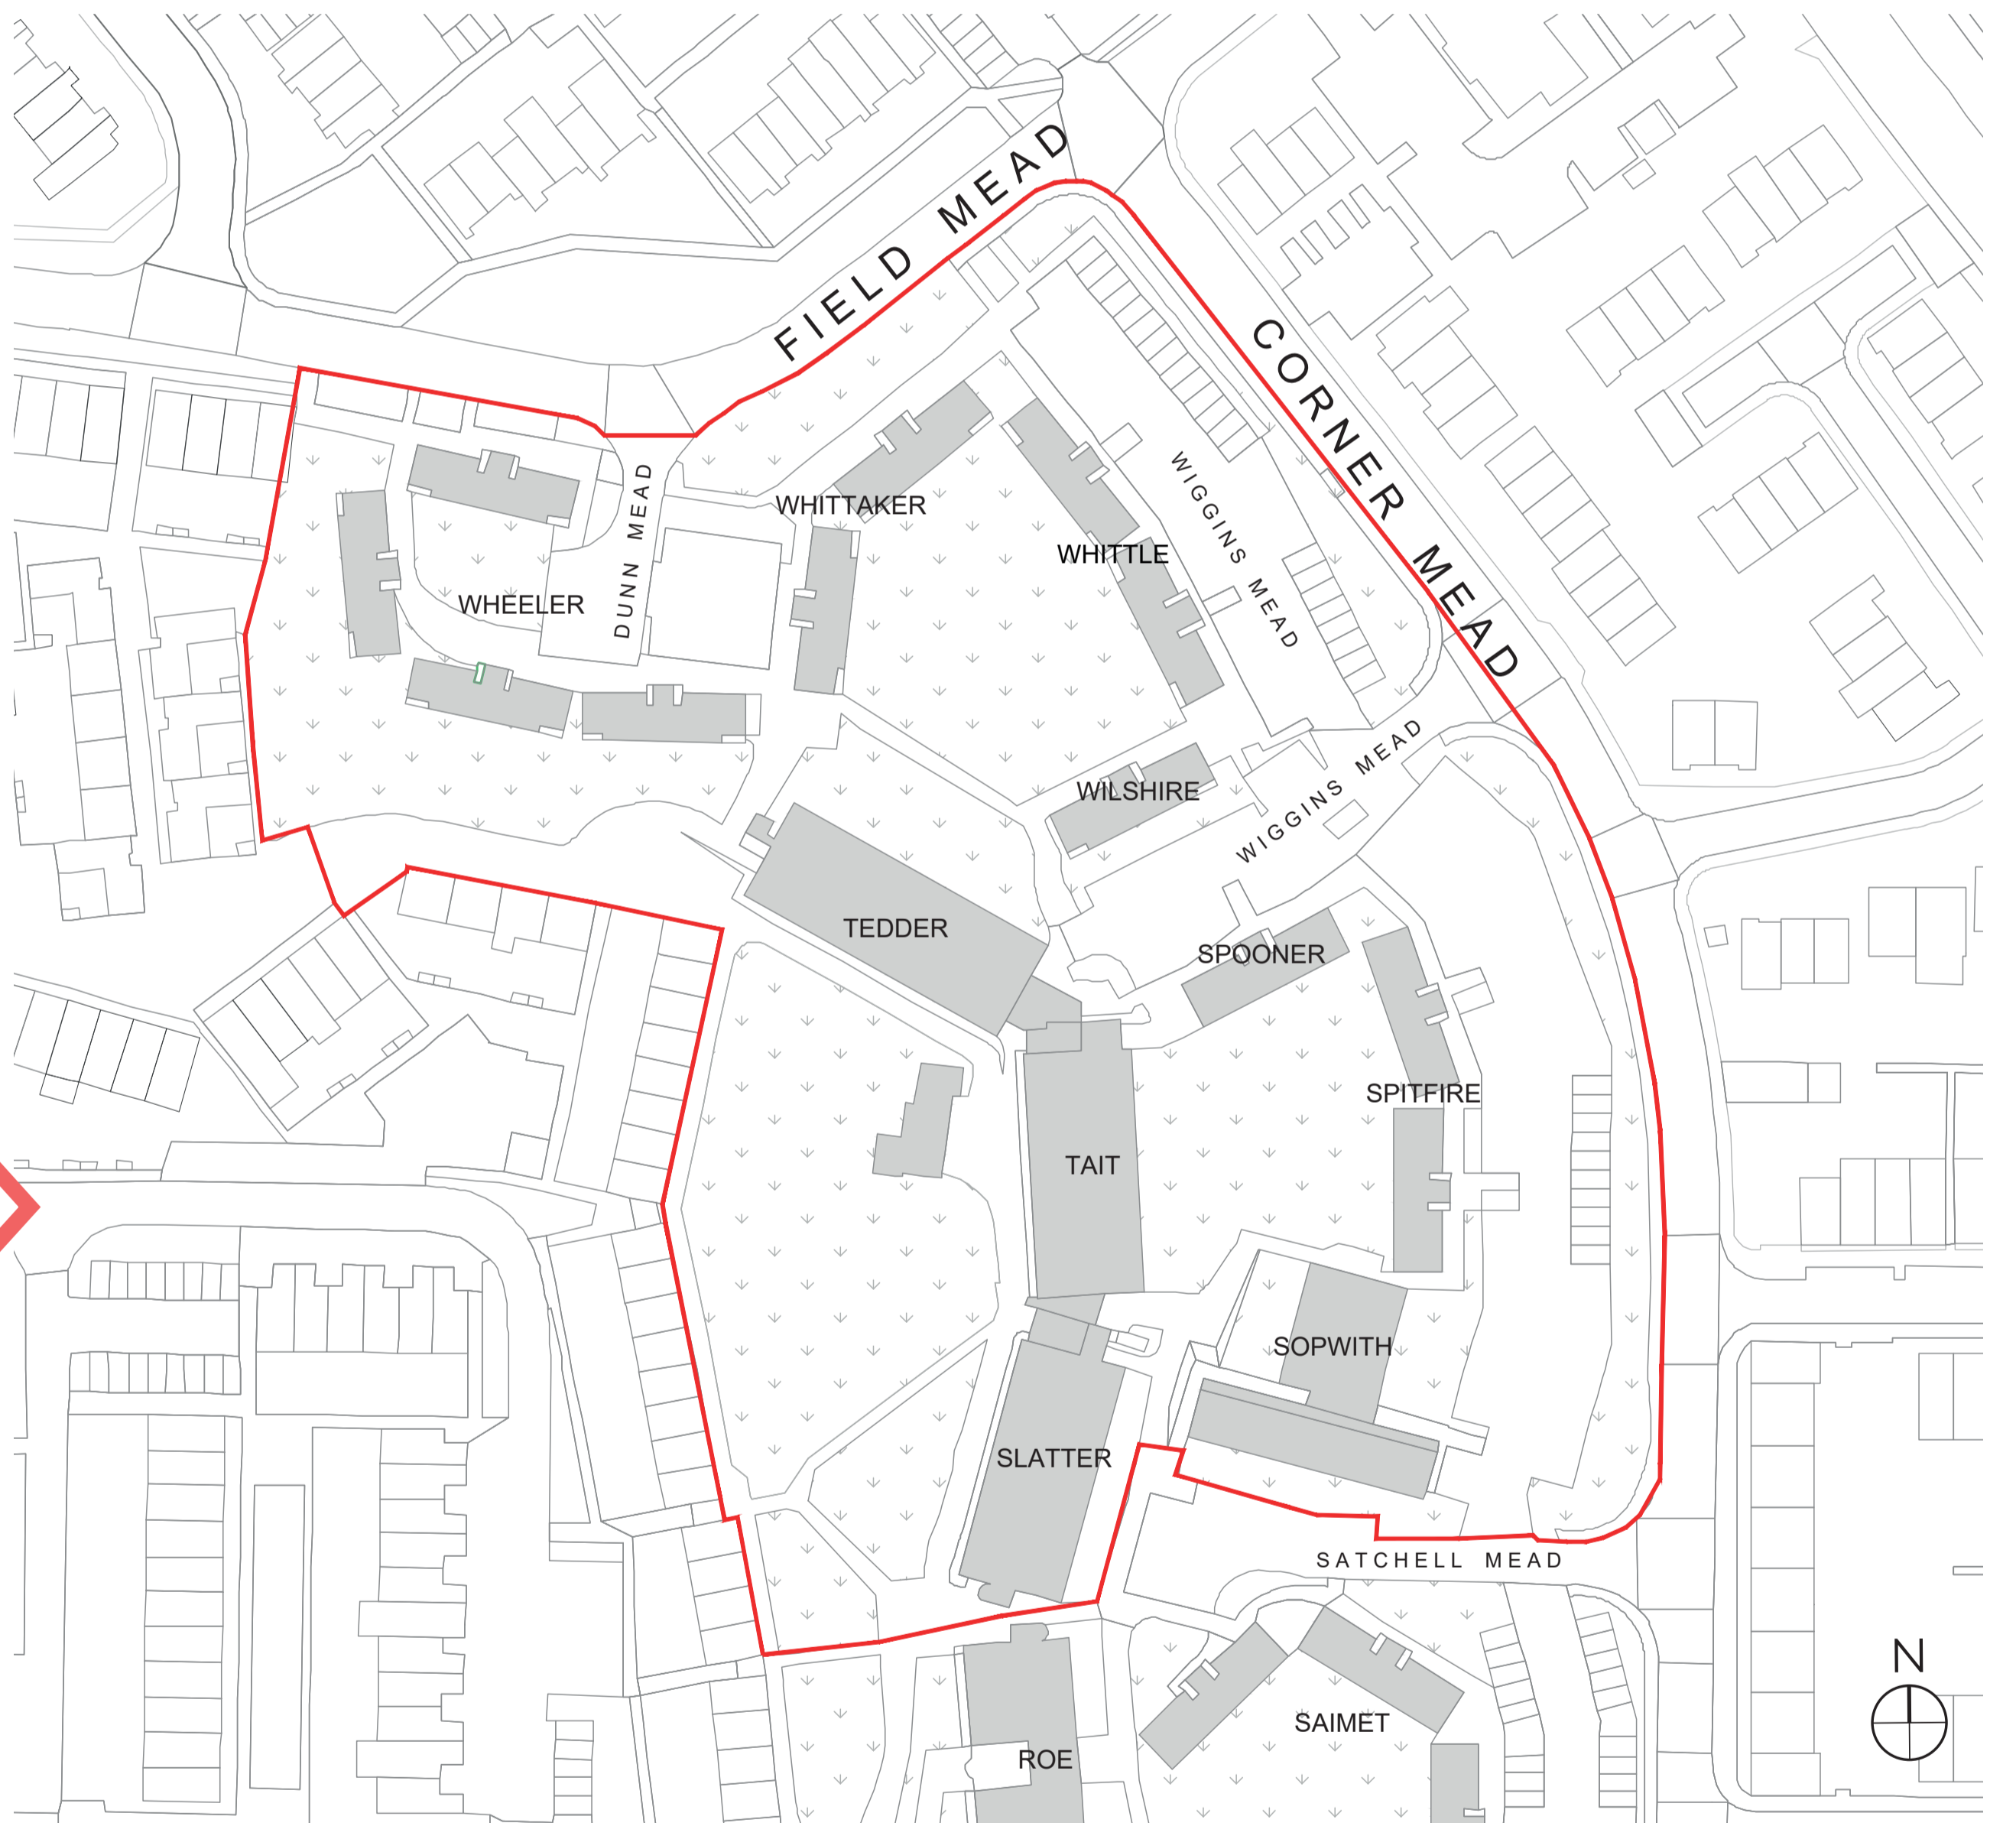 FIELD MEAD
CORNER MEAD
WHITTAKER
DUNN MEAD
WIGGINS MEAD
WHITTLE
WHEELER
WIGGINS MEAD
WILSHIRE
TEDDER
SPOONER
SPITFIRE
TAIT
SOPWITH
SLATTER
SATCHELL MEAD
N
SAIMET
ROE